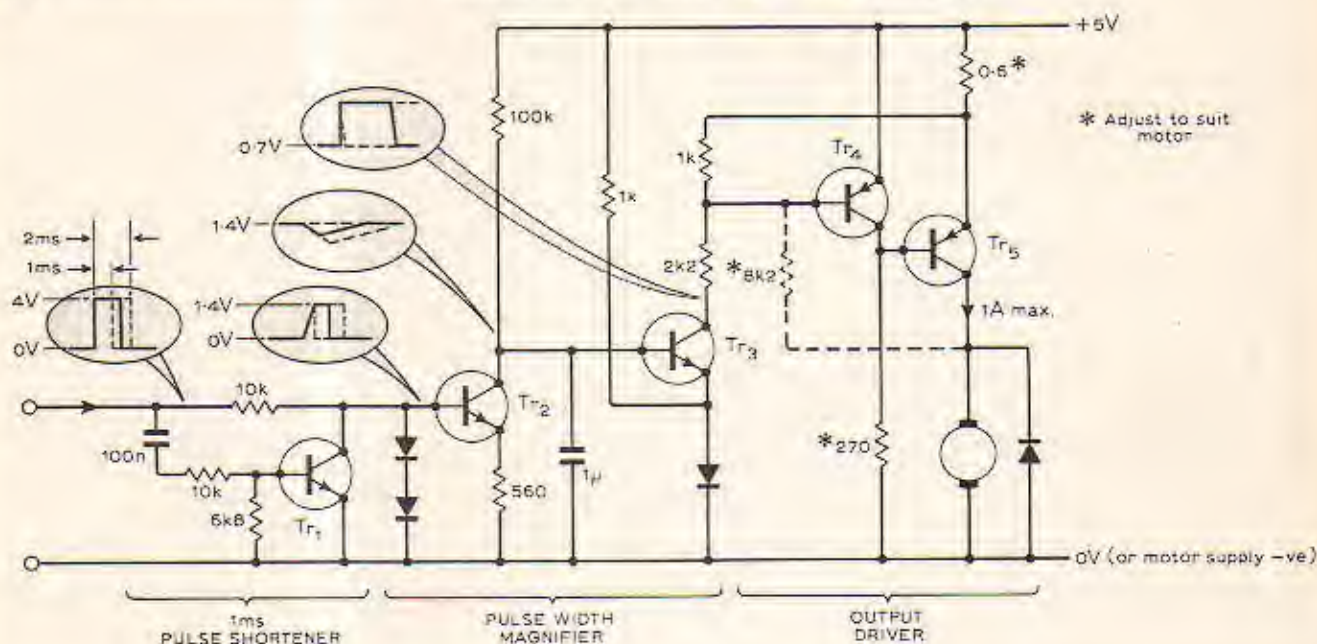 +5V
0·6*
* Adjust to suit
motor
100k
0·7V
1k
1k
Tr4
1·4V
Tr5
2ms
1ms
2k2
*8k2
4V
1·4V
1A max.
0V
0V
Tr3
10k
Tr2
100n
*270
10k
560
1μ
6k8
Tr1
0V (or motor supply -ve)
1ms
PULSE SHORTENER
PULSE WIDTH
MAGNIFIER
OUTPUT
DRIVER